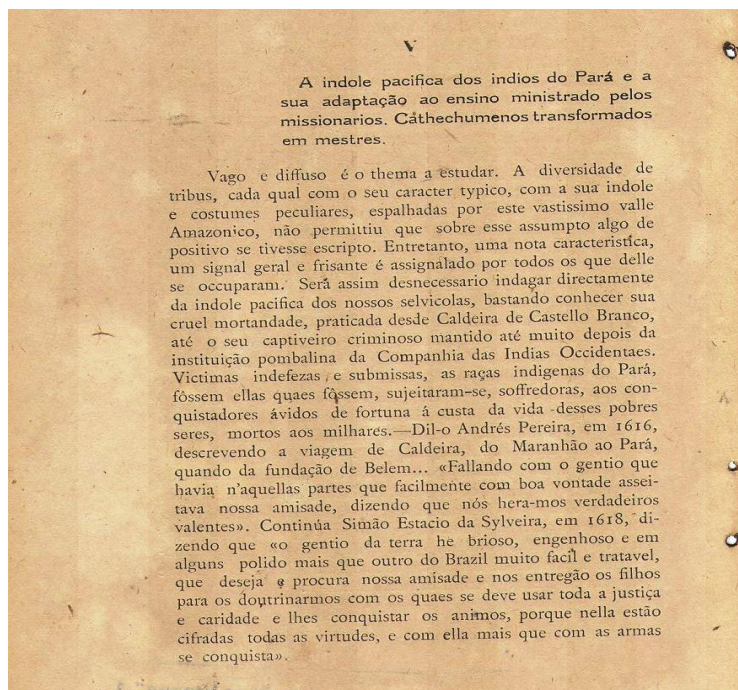 V
A indole pacifica dos indios do Pará e a
sua adaptação ao ensino ministrado pelos
missionarios. Cathechumenos transformados
em mestres.
Vago e diffuso é o thema a estudar. A diversidade de
tribus, cada qual com o seu caracter typico, com a sua indole
e costumes peculiares, espalhadas por este vastissimo valle
Amazonico, não permittiu que sobre esse assumpto algo de
positivo se tivesse escripto. Entretanto, uma nota caracteristica,
um signal geral e frisante é assignalado por todos os que delle
se occuparam. Será assim desnecessario indagar directamente
da indole pacifica dos nossos selvicolas, bastando conhecer sua
cruel mortandade, praticada desde Caldeira de Castello Branco,
até o seu captiveiro criminoso mantido até muito depois da
instituição pombalina da Companhia das Indias Occidentaes.
Victimas indefezas e submissas, as raças indigenas do Pará,
fôssem ellas quaes fôssem, sujeitaram-se, soffredoras, aos con-
quistadores ávidos de fortuna á custa da vida desses pobres
seres, mortos aos milhares.—Dil-o Andrés Pereira, em 1616,
descrevendo a viagem de Caldeira, do Maranhão ao Pará,
quando da fundação de Belem... «Fallando com o gentio que
havia n'aquellas partes que facilmente com boa vontade assei-
tava nossa amisade, dizendo que nós hera-mos verdadeiros
valentes». Continúa Simão Estacio da Sylveira, em 1618, di-
zendo que «o gentio da terra he brioso, engenhoso e em
alguns polido mais que outro do Brazil muito facil e tratavel,
que deseja e procura nossa amisade e nos entregão os filhos
para os doutrinarmos com os quaes se deve usar toda a justiça
e caridade e lhes conquistar os animos, porque nella estão
cifradas todas as virtudes, e com ella mais que com as armas
se conquista».